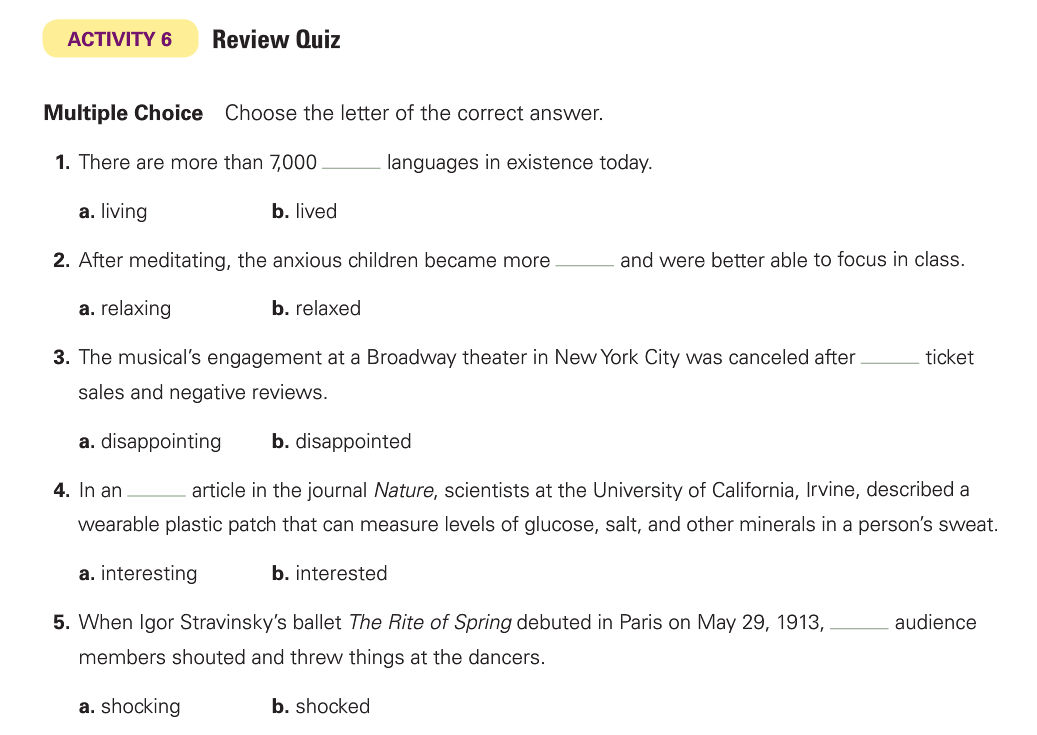 ACTIVITY 6 Review Quiz
Multiple Choice Choose the letter of the correct answer.
1. There are more than 7,000 ______ languages in existence today.
a. living b. lived
2. After meditating, the anxious children became more ______ and were better able to focus in class.
a. relaxing b. relaxed
3. The musical’s engagement at a Broadway theater in New York City was canceled after ______ ticket
sales and negative reviews.
a. disappointing b. disappointed
4. In an ______ article in the journal Nature, scientists at the University of California, Irvine, described a
wearable plastic patch that can measure levels of glucose, salt, and other minerals in a person’s sweat.
a. interesting b. interested
5. When Igor Stravinsky’s ballet The Rite of Spring debuted in Paris on May 29, 1913, ______ audience
members shouted and threw things at the dancers.
a. shocking b. shocked